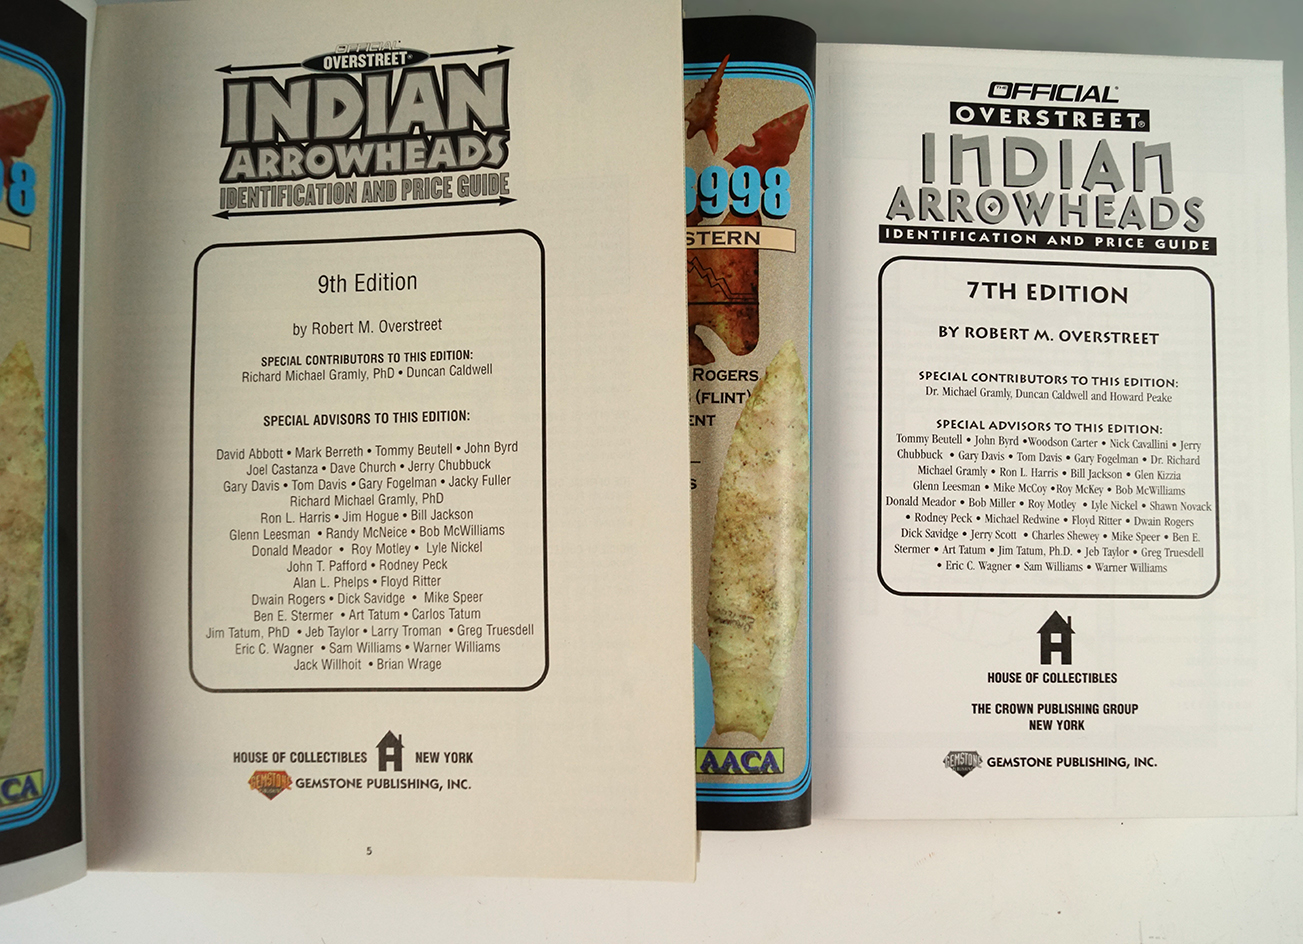 98
CA
OFFICIAL
OVERSTREET®
INDIAN
ARROWHEADS
IDENTIFICATION AND PRICE GUIDE
9th Edition
by Robert M. Overstreet
SPECIAL CONTRIBUTORS TO THIS EDITION:
Richard Michael Gramly, PhD • Duncan Caldwell
SPECIAL ADVISORS TO THIS EDITION:
David Abbott • Mark Berreth • Tommy Beutell • John Byrd
Joel Castanza • Dave Church • Jerry Chubbuck
Gary Davis • Tom Davis • Gary Fogelman • Jacky Fuller
Richard Michael Gramly, PhD
Ron L. Harris • Jim Hogue • Bill Jackson
Glenn Leesman • Randy McNeice • Bob McWilliams
Donald Meador • Roy Motley • Lyle Nickel
John T. Pafford • Rodney Peck
Alan L. Phelps • Floyd Ritter
Dwain Rogers • Dick Savidge • Mike Speer
Ben E. Stermer • Art Tatum • Carlos Tatum
Jim Tatum, PhD • Jeb Taylor • Larry Troman • Greg Truesdell
Eric C. Wagner • Sam Williams • Warner Williams
Jack Willhoit • Brian Wrage
HOUSE OF COLLECTIBLES NEW YORK
GEMSTONE GEMSTONE PUBLISHING, INC.
5
998
STERN
ROGERS
(FLINT)
ENT
S
AACA
THE OFFICIAL®
OVERSTREET®
INDIAN
ARROWHEADS
IDENTIFICATION AND PRICE GUIDE
7TH EDITION
BY ROBERT M. OVERSTREET
SPECIAL CONTRIBUTORS TO THIS EDITION:
Dr. Michael Gramly, Duncan Caldwell and Howard Peake
SPECIAL ADVISORS TO THIS EDITION:
Tommy Beutell • John Byrd •Woodson Carter • Nick Cavallini • Jerry
Chubbuck • Gary Davis • Tom Davis • Gary Fogelman • Dr. Richard
Michael Gramly • Ron L. Harris • Bill Jackson • Glen Kizzia
Glenn Leesman • Mike McCoy •Roy McKey • Bob McWilliams
Donald Meador • Bob Miller • Roy Motley • Lyle Nickel • Shawn Novack
• Rodney Peck • Michael Redwine • Floyd Ritter • Dwain Rogers
Dick Savidge • Jerry Scott • Charles Shewey • Mike Speer • Ben E.
Stermer • Art Tatum • Jim Tatum, Ph.D. • Jeb Taylor • Greg Truesdell
• Eric C. Wagner • Sam Williams • Warner Williams
HOUSE OF COLLECTIBLES
THE CROWN PUBLISHING GROUP
NEW YORK
GEMSTONE GEMSTONE PUBLISHING, INC.